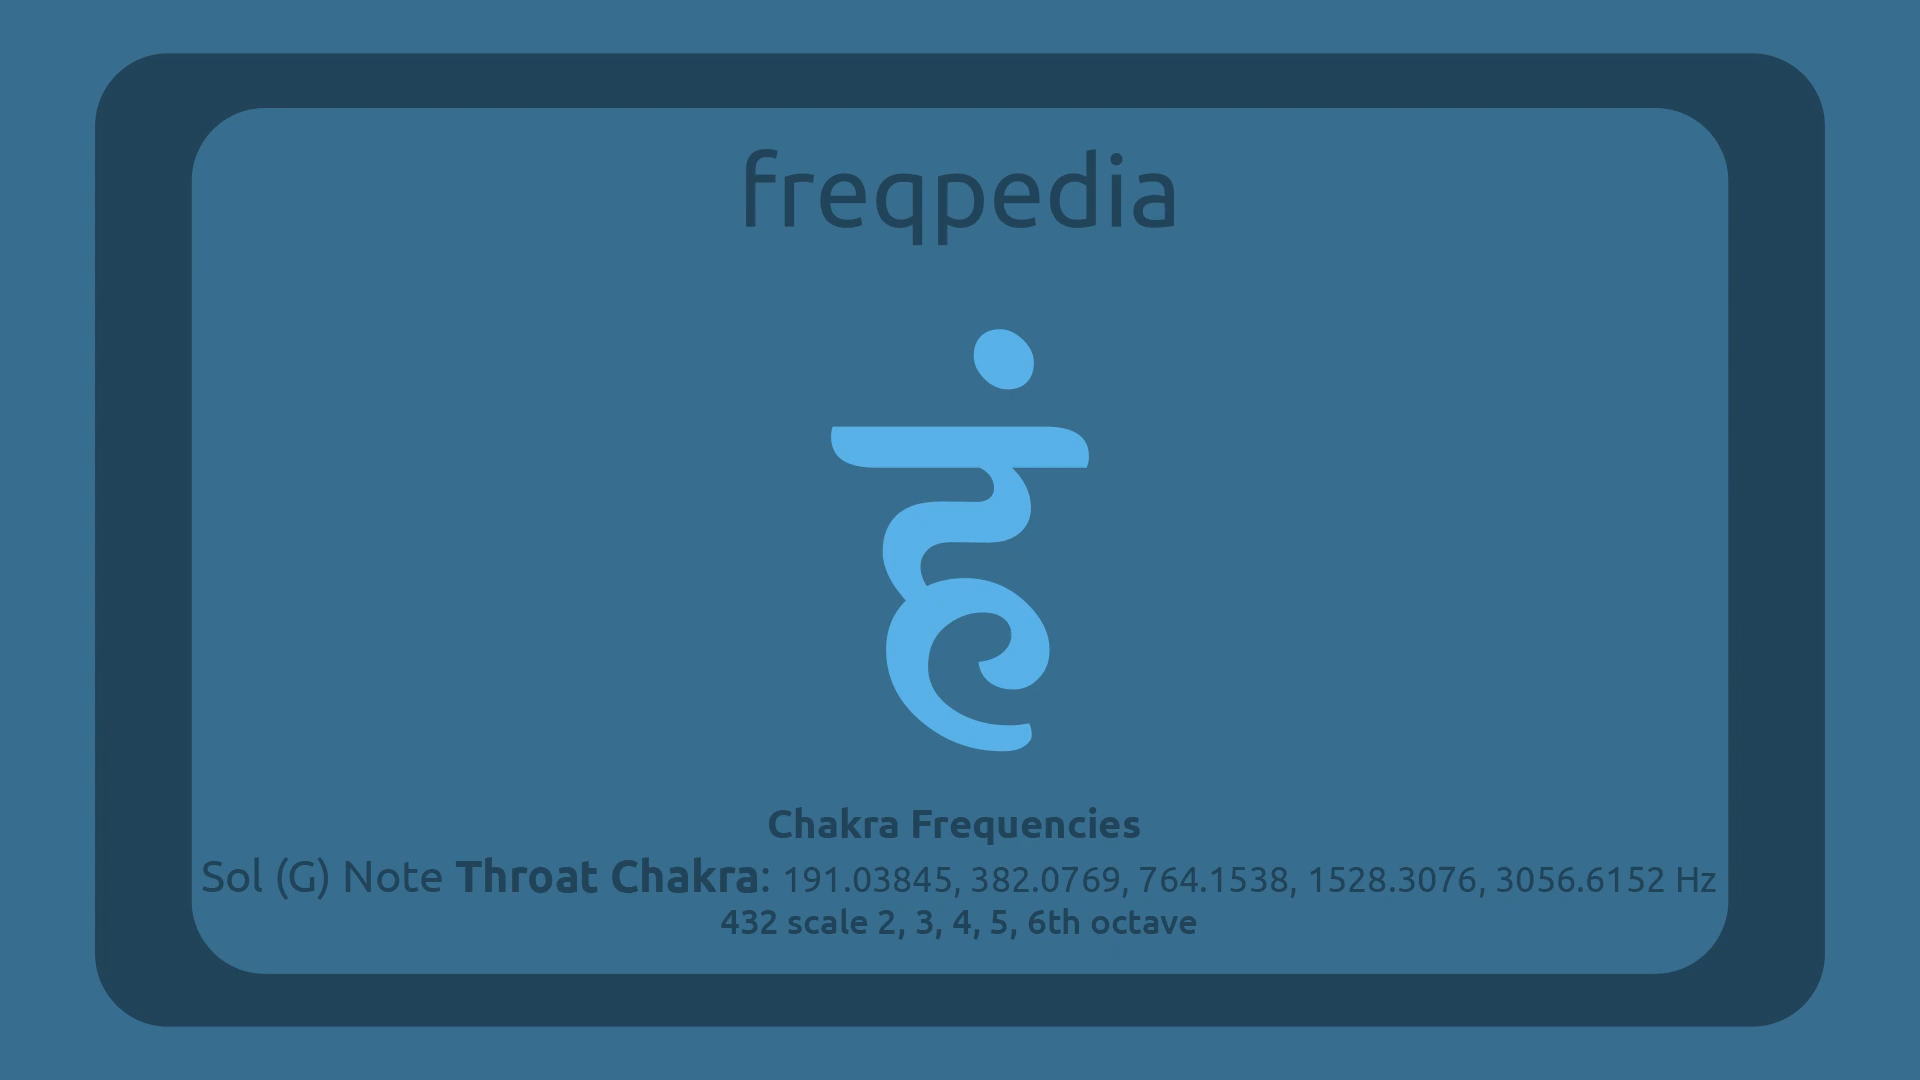 freqpedia
हं
Chakra Frequencies
Sol (G) Note Throat Chakra: 191.03845, 382.0769, 764.1538, 1528.3076, 3056.6152 Hz
432 scale 2, 3, 4, 5, 6th octave